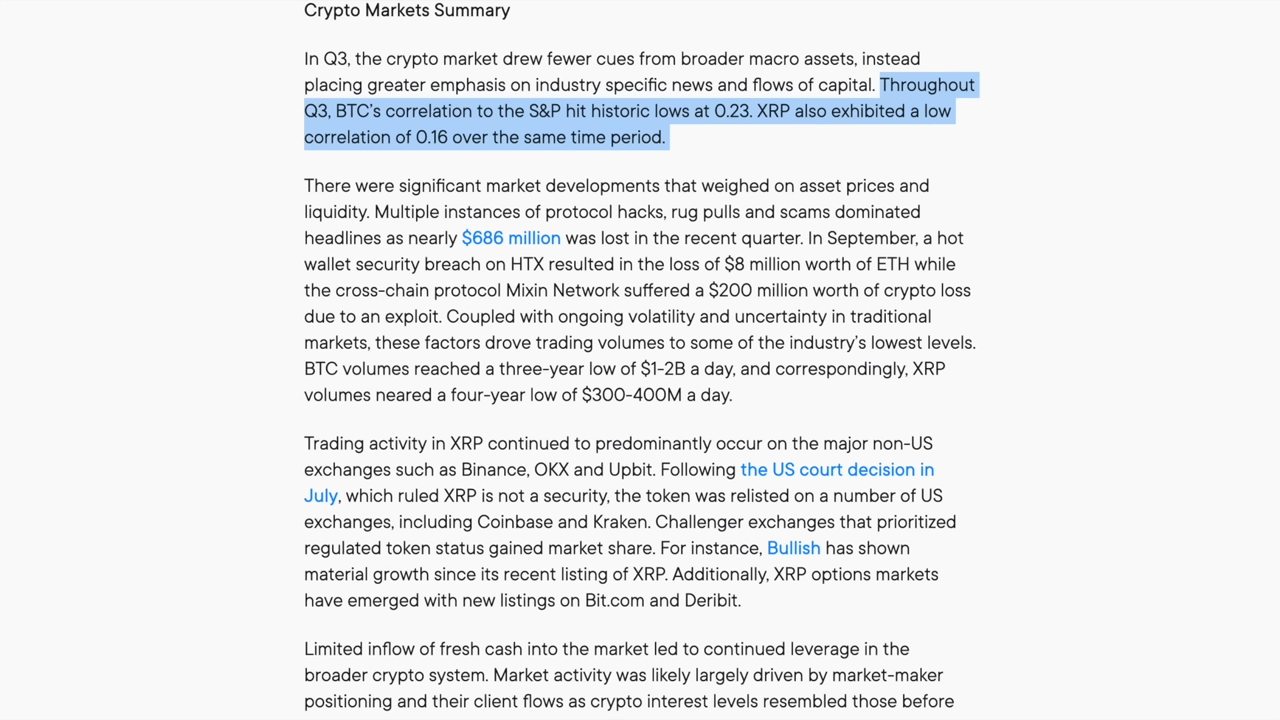 Crypto Markets Summary
In Q3, the crypto market drew fewer cues from broader macro assets, instead
placing greater emphasis on industry specific news and flows of capital. Throughout
Q3, BTC’s correlation to the S&P hit historic lows at 0.23. XRP also exhibited a low
correlation of 0.16 over the same time period.
There were significant market developments that weighed on asset prices and
liquidity. Multiple instances of protocol hacks, rug pulls and scams dominated
headlines as nearly $686 million was lost in the recent quarter. In September, a hot
wallet security breach on HTX resulted in the loss of $8 million worth of ETH while
the cross-chain protocol Mixin Network suffered a $200 million worth of crypto loss
due to an exploit. Coupled with ongoing volatility and uncertainty in traditional
markets, these factors drove trading volumes to some of the industry’s lowest levels.
BTC volumes reached a three-year low of $1-2B a day, and correspondingly, XRP
volumes neared a four-year low of $300-400M a day.
Trading activity in XRP continued to predominantly occur on the major non-US
exchanges such as Binance, OKX and Upbit. Following the US court decision in
July, which ruled XRP is not a security, the token was relisted on a number of US
exchanges, including Coinbase and Kraken. Challenger exchanges that prioritized
regulated token status gained market share. For instance, Bullish has shown
material growth since its recent listing of XRP. Additionally, XRP options markets
have emerged with new listings on Bit.com and Deribit.
Limited inflow of fresh cash into the market led to continued leverage in the
broader crypto system. Market activity was likely largely driven by market-maker
positioning and their client flows as crypto interest levels resembled those before